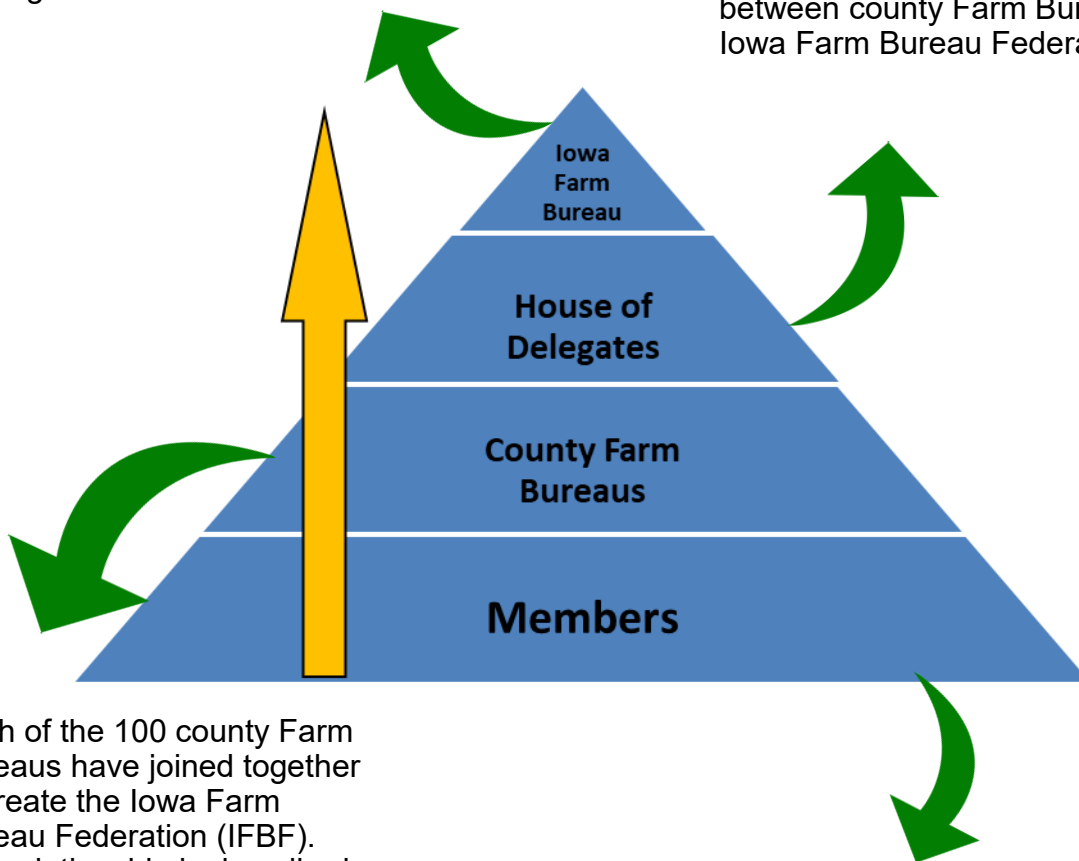 between county Farm Bu
Iowa Farm Bureau Federa
Iowa
Farm
Bureau
House of
Delegates
County Farm
Bureaus
Members
h of the 100 county Farm
eaus have joined together
reate the Iowa Farm
eau Federation (IFBF).